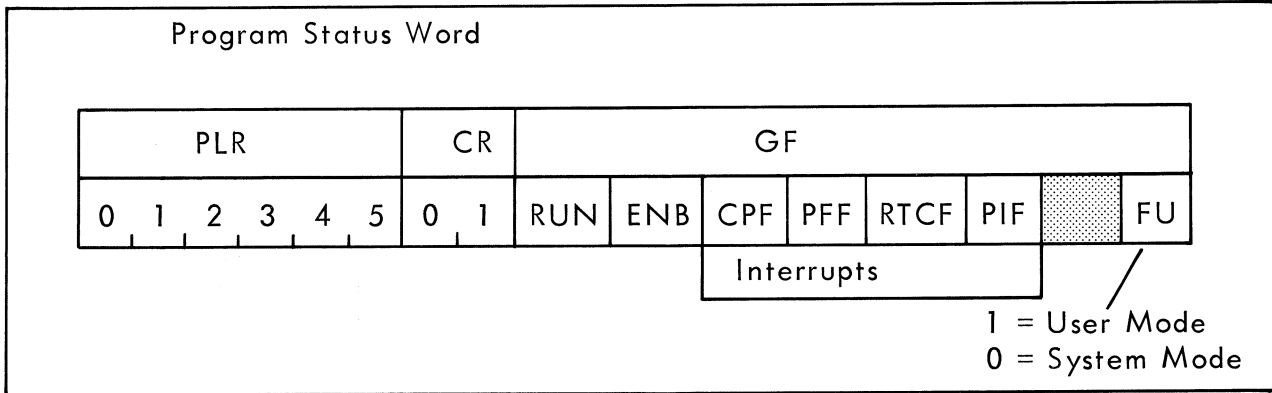 Program Status Word
PLR CR GF
0 1 2 3 4 5 0 1 RUN ENB CPF PFF RTCF PIF FU
Interrupts
1 = User Mode
0 = System Mode